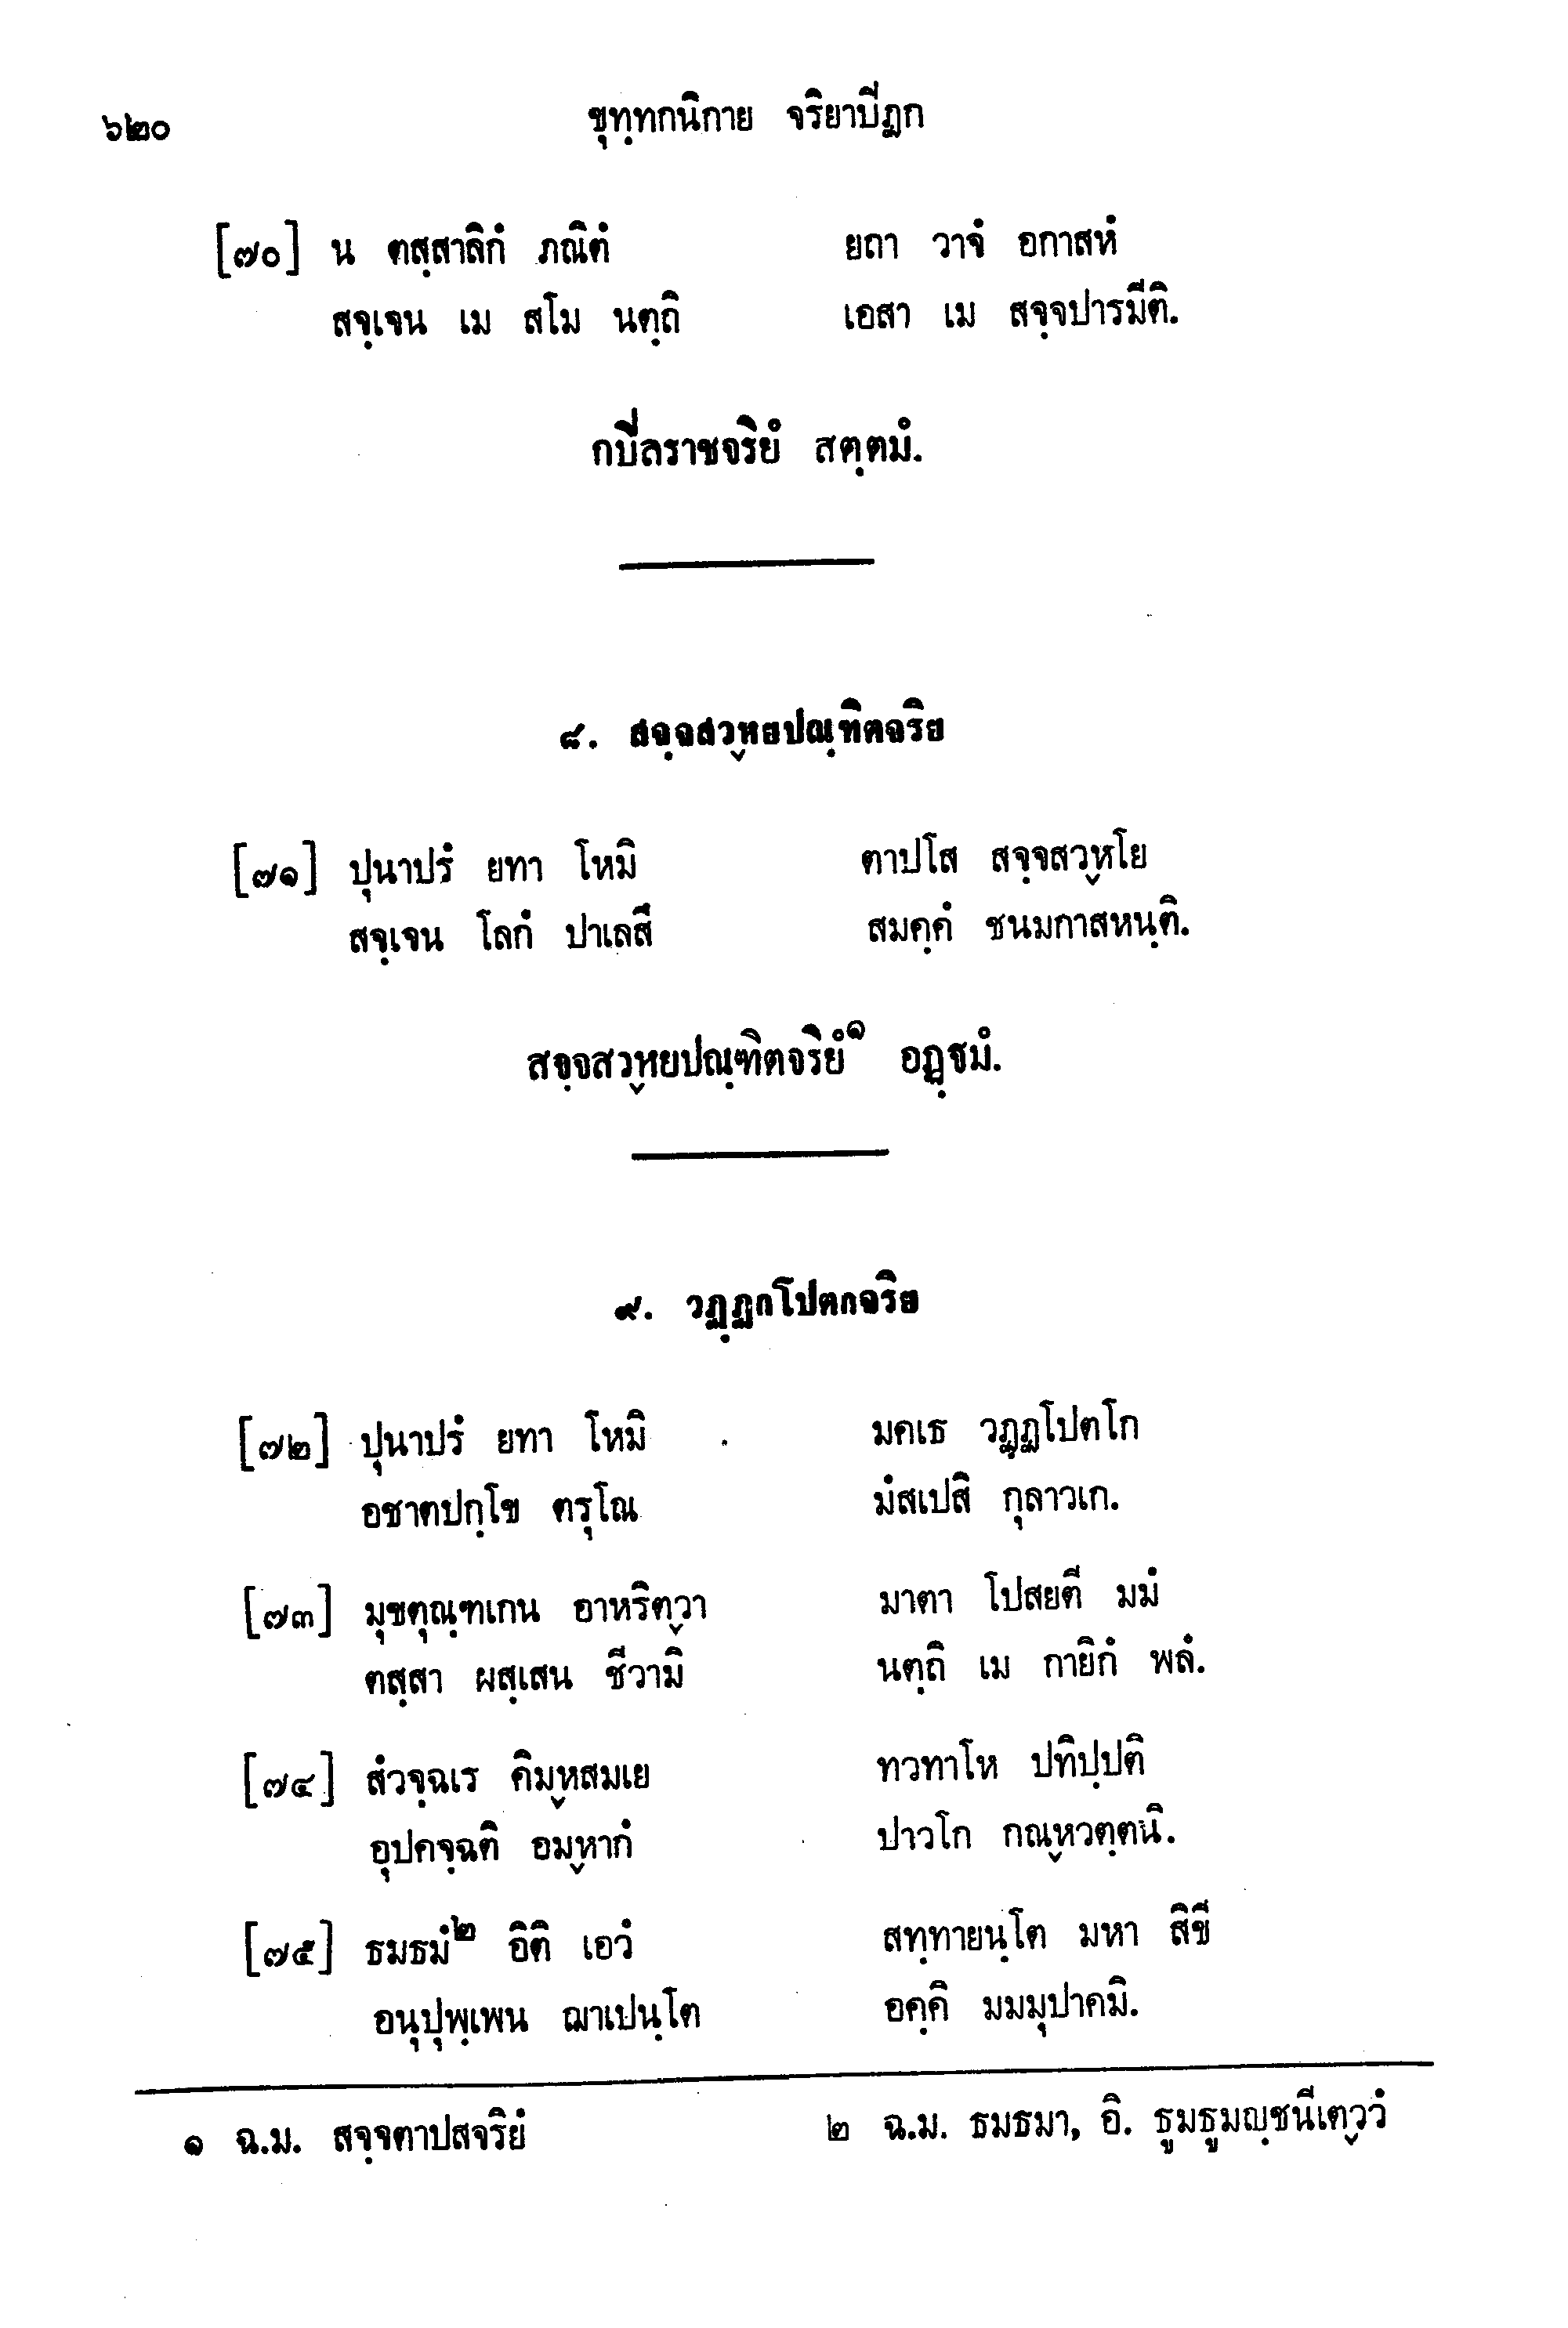 ๖๒๐ ขุทฺทกนิกาย จริยาปิฏก
[๗๐] น ตสฺสาลิกํ ภณิตํ ยถา วาจํ อกาสหํ
สจฺเจน เม สโม นตฺถิ เอสา เม สจฺจปารมีติ.
กปีลราชจริยํ สตฺตมํ.
๘. สจฺจสวฺหยปณฺฑิตจริย
[๗๑] ปุนาปรํ ยทา โหมิ ตาปโส สจฺจสวฺหโย
สจฺเจน โลกํ ปาเลสึ สมคฺคํ ชนมกาสหนฺติ.
สจฺจสวฺหยปณฺฑิตจริยํ๑ อฏฺฐมํ.
๙. วฏฺฏกโปตกจริย
[๗๒] ปุนาปรํ ยทา โหมิ มคเธ วฏฺฏโปตโก
อชาตปกฺโข ตรุโณ มํสเปสิ กุลาวเก.
[๗๓] มุขตุณฺฑเกน อาหริตฺวา มาตา โปสยตี มมํ
ตสฺสา ผสฺเสน ชีวามิ นตฺถิ เม กายิกํ พลํ.
[๗๔] สํวจฺฉเร คิมฺหสมเย ทวทาโห ปทิปฺปติ
อุปคจฺฉติ อมฺหากํ ปาวโก กณฺหวตฺตนิ.
[๗๕] ธมธมํ๒ อิติ เอวํ สทฺทายนฺโต มหา สิขี
อนุปุพฺเพน ฌาเปนฺโต อคฺคิ มมมุปาคมิ.
๑ ฉ.ม. สจฺจตาปสจริยํ ๒ ฉ.ม. ธมธมา, อิ. ธูมธูมญฺชนีเตฺววํ